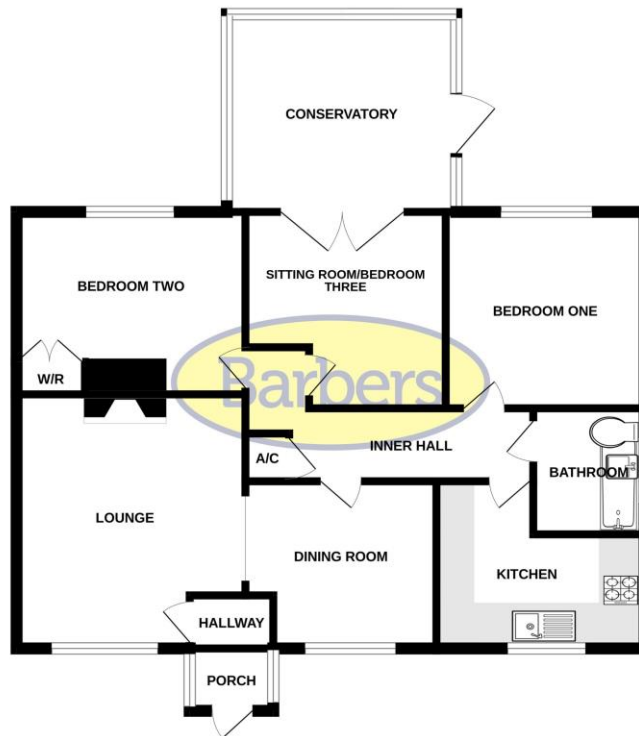 CONSERVATORY
BEDROOM TWO
SITTING ROOM/BEDROOM
THREE
BEDROOM ONE
W/R
Barbers
A/C
INNER HALL
BATHROOM
LOUNGE
DINING ROOM
KITCHEN
HALLWAY
PORCH